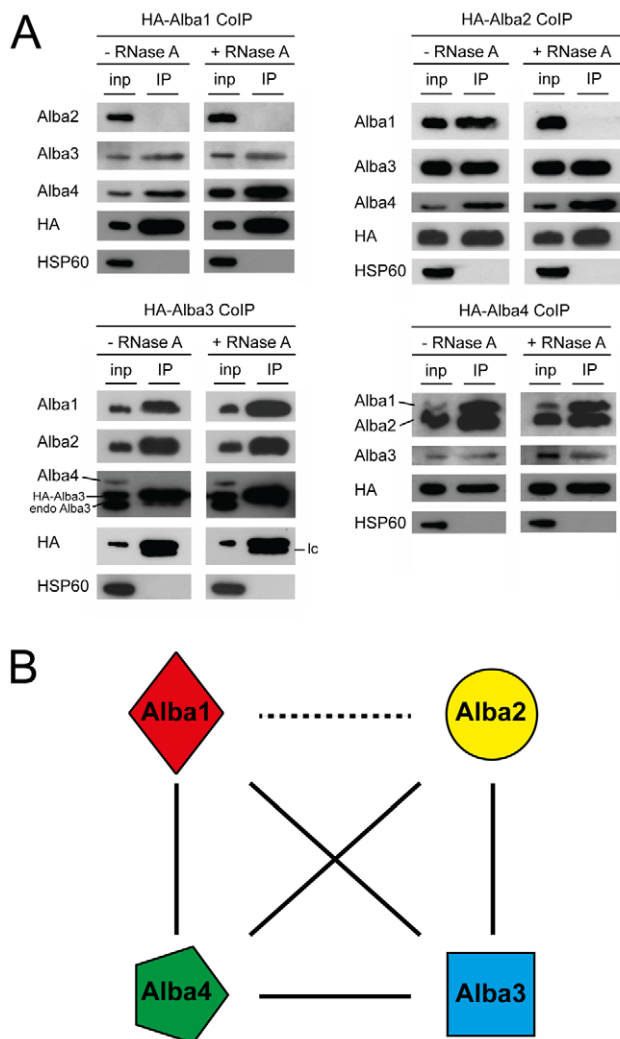 A
HA-Alba1 CoIP
- RNase A + RNase A
inp IP inp IP
Alba2
Alba3
Alba4
HA
HSP60
HA-Alba2 CoIP
- RNase A + RNase A
inp IP inp IP
Alba1
Alba3
Alba4
HA
HSP60
HA-Alba3 CoIP
- RNase A + RNase A
inp IP inp IP
Alba1
Alba2
Alba4
HA-Alba3
endo Alba3
HA
lc
HSP60
HA-Alba4 CoIP
- RNase A + RNase A
inp IP inp IP
Alba1
Alba2
Alba3
HA
HSP60
B
Alba1
Alba2
Alba4
Alba3